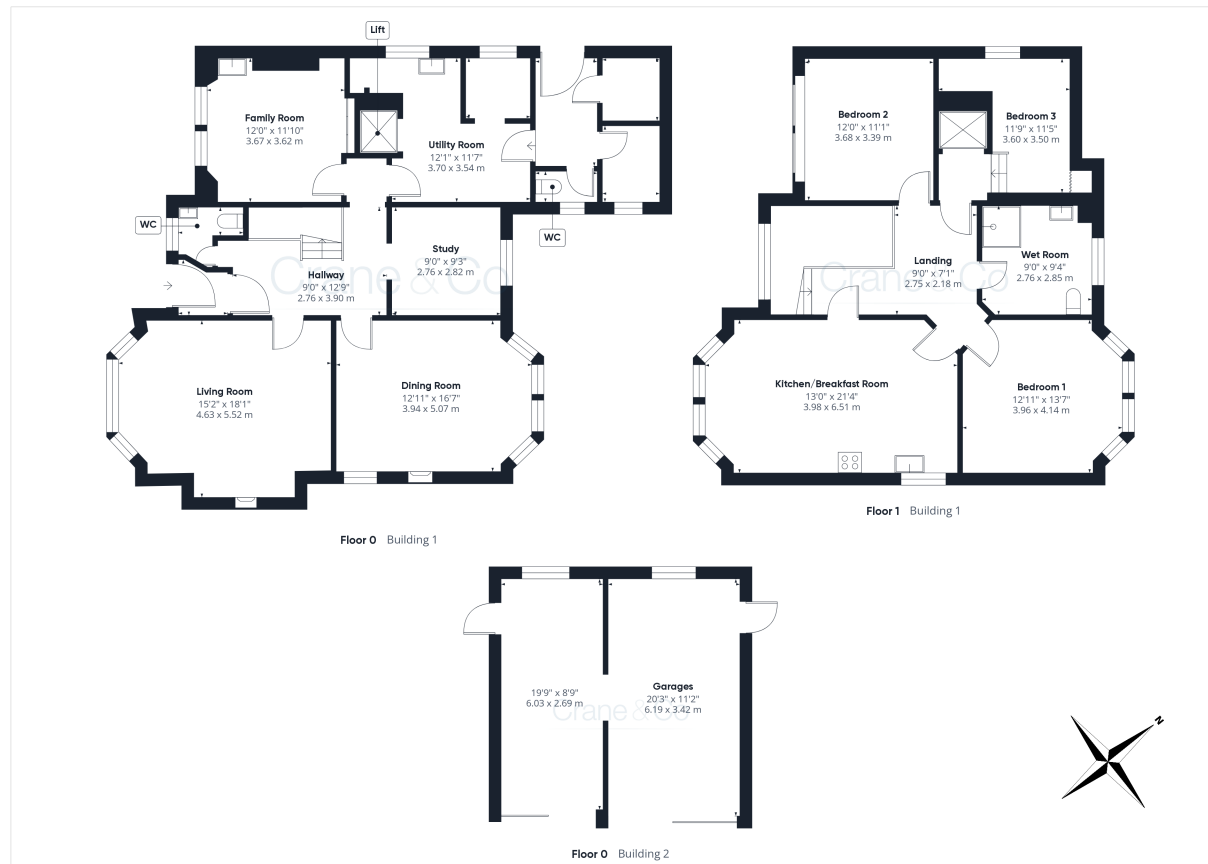 Lift
Family Room
12'0" x 11'10"
3.67 x 3.62 m
Utility Room
12'1" x 11'7"
3.70 x 3.54 m
WC
WC
Study
9'0" x 9'3"
2.76 x 2.82 m
Hallway
9'0" x 12'9"
2.76 x 3.90 m
Crane & Co
Living Room
15'2" x 18'1"
4.63 x 5.52 m
Dining Room
12'11" x 16'7"
3.94 x 5.07 m
Floor 0 Building 1
Bedroom 2
12'0" x 11'1"
3.68 x 3.39 m
Bedroom 3
11'9" x 11'5"
3.60 x 3.50 m
Landing
9'0" x 7'1"
2.75 x 2.18 m
Wet Room
9'0" x 9'4"
2.76 x 2.85 m
Crane & Co
Kitchen/Breakfast Room
13'0" x 21'4"
3.98 x 6.51 m
Bedroom 1
12'11" x 13'7"
3.96 x 4.14 m
Floor 1 Building 1
19'9" x 8'9"
6.03 x 2.69 m
Garages
20'3" x 11'2"
6.19 x 3.42 m
Crane & Co
Floor 0 Building 2
N